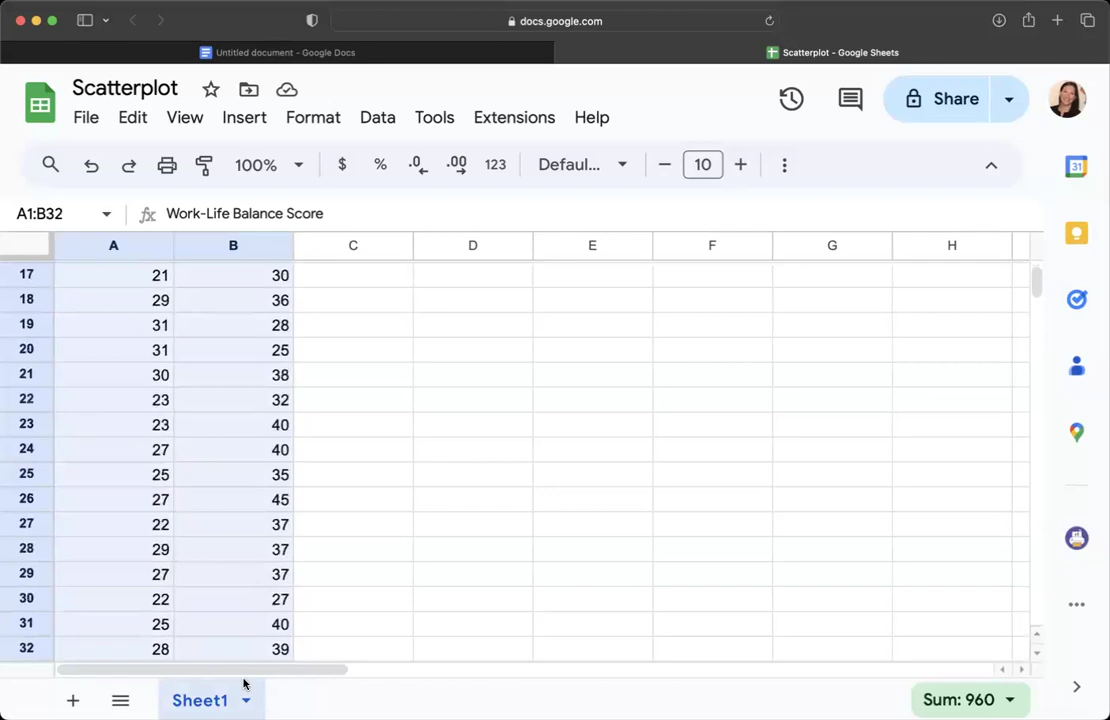 docs.google.com
Untitled document - Google Docs
Scatterplot - Google Sheets
Scatterplot
Share
File Edit View Insert Format Data Tools Extensions Help
100% $ % .0 .00 123 Defaul... 10
A1:B32 fx Work-Life Balance Score
A B C D E F G H
17 21 30
18 29 36
19 31 28
20 31 25
21 30 38
22 23 32
23 23 40
24 27 40
25 25 35
26 27 45
27 22 37
28 29 37
29 27 37
30 22 27
31 25 40
32 28 39
Sheet1
Sum: 960
31